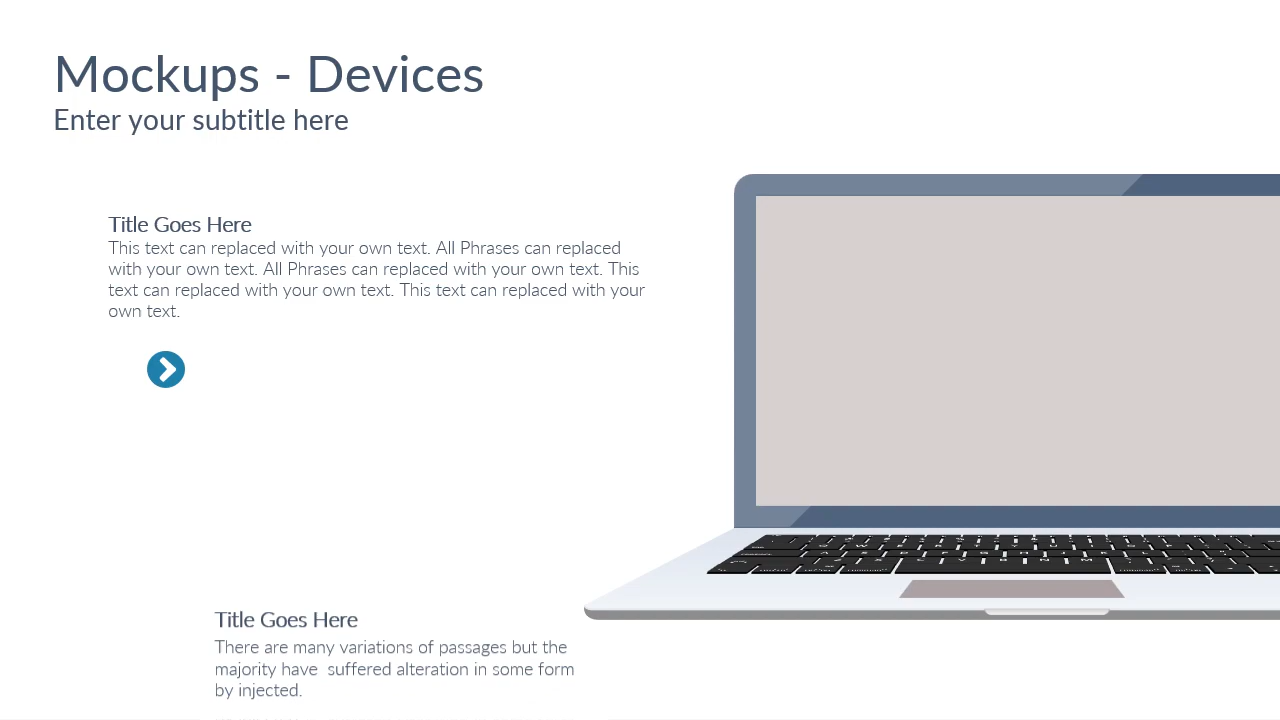 Mockups - Devices
Enter your subtitle here
Title Goes Here
This text can replaced with your own text. All Phrases can replaced
with your own text. All Phrases can replaced with your own text. This
text can replaced with your own text. This text can replaced with your
own text.
Title Goes Here
There are many variations of passages but the
majority have  suffered alteration in some form
by injected.